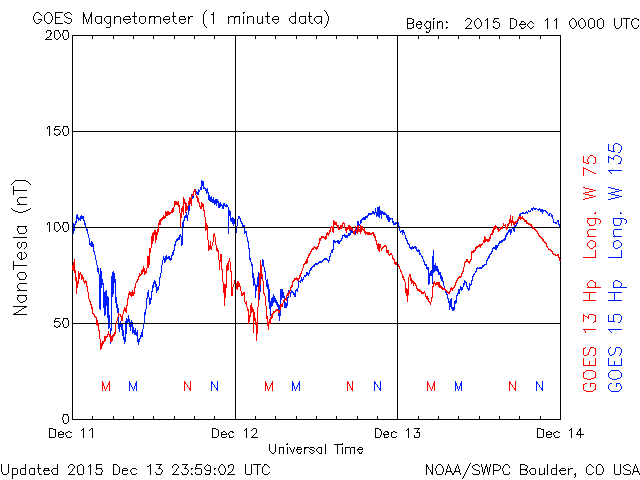 GOES Magnetometer (1 minute data)
Begin: 2015 Dec 11 0000 UTC
200
150
100
50
0
NanoTesla (nT)
M M N N M M N N M M N N
Dec 11 Dec 12 Dec 13 Dec 14
Universal Time
GOES 13 Hp Long. W 75
GOES 15 Hp Long. W 135
Updated 2015 Dec 13 23:59:02 UTC
NOAA/SWPC Boulder, CO USA